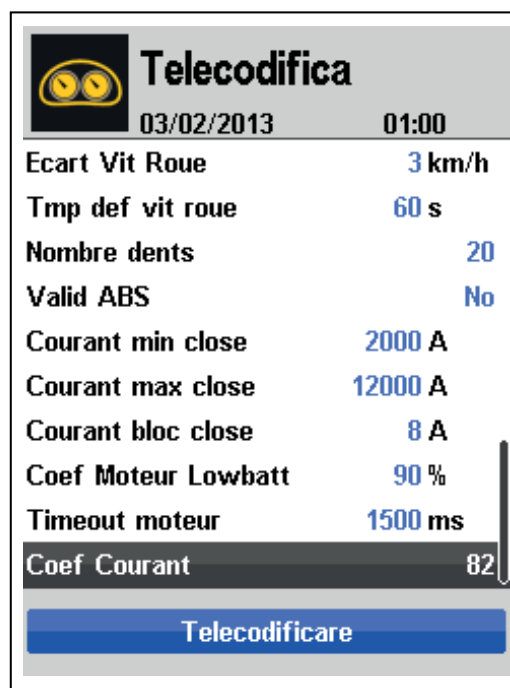 Telecodifica
03/02/2013 01:00
Ecart Vit Roue 3 km/h
Tmp def vit roue 60 s
Nombre dents 20
Valid ABS No
Courant min close 2000 A
Courant max close 12000 A
Courant bloc close 8 A
Coef Moteur Lowbatt 90 %
Timeout moteur 1500 ms
Coef Courant 82
Telecodificare